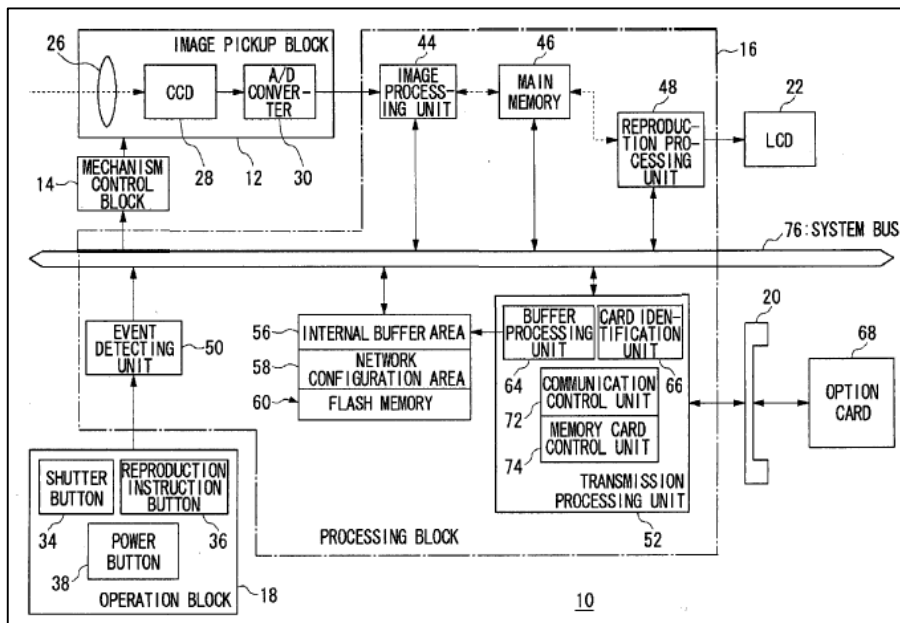 26
IMAGE PICKUP BLOCK
CCD
A/D
CONVER-
TER
28
12
30
44
IMAGE
PROCESS-
ING UNIT
46
MAIN
MEMORY
16
48
REPRODUC-
TION PRO-
CESSING
UNIT
22
LCD
14
MECHANISM
CONTROL
BLOCK
76:SYSTEM BUS
EVENT
DETECTING
UNIT
50
56
INTERNAL BUFFER AREA
58
NETWORK
CONFIGURATION AREA
60
FLASH MEMORY
BUFFER
PROCESSING
UNIT
CARD IDEN-
TIFICATION
UNIT
64
66
72
COMMUNICATION
CONTROL UNIT
74
MEMORY CARD
CONTROL UNIT
TRANSMISSION
PROCESSING UNIT
52
20
68
OPTION
CARD
SHUTTER
BUTTON
REPRODUCTION
INSTRUCTION
BUTTON
34
36
POWER
BUTTON
38
OPERATION BLOCK
18
PROCESSING BLOCK
10